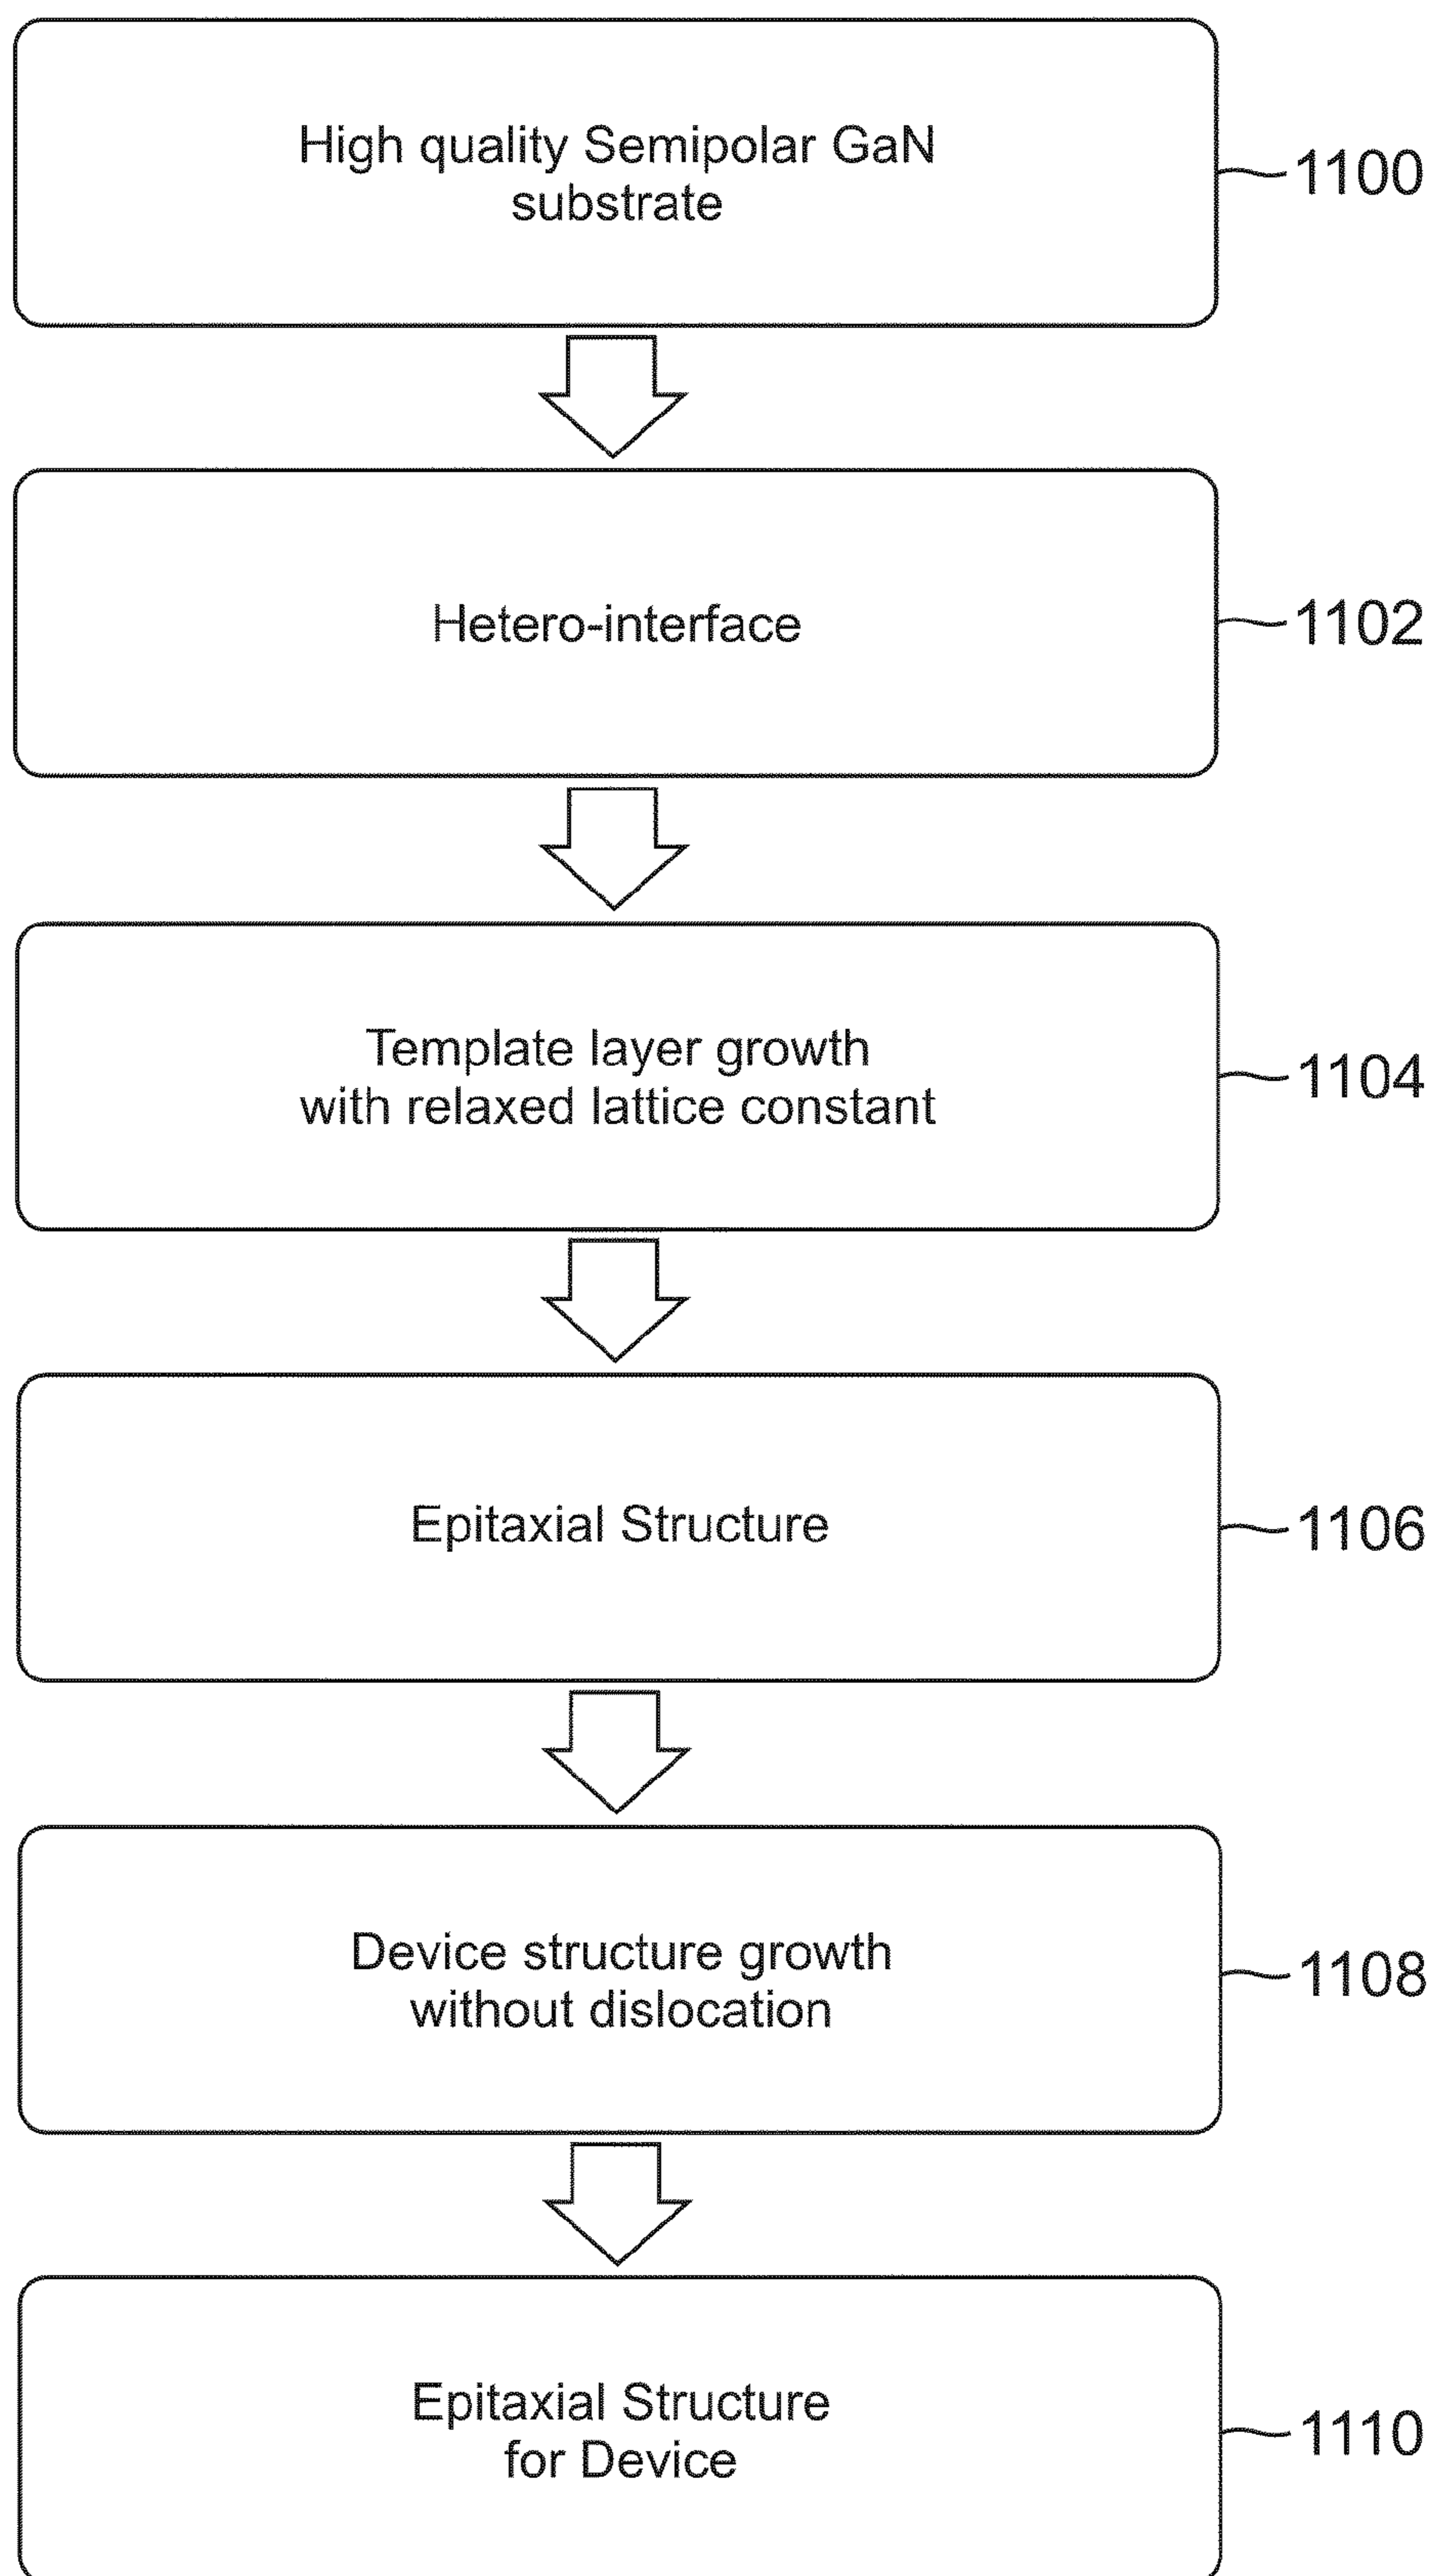 High quality Semipolar GaN
substrate
1100
Hetero-interface
1102
Template layer growth
with relaxed lattice constant
1104
Epitaxial Structure
1106
Device structure growth
without dislocation
1108
Epitaxial Structure
for Device
1110